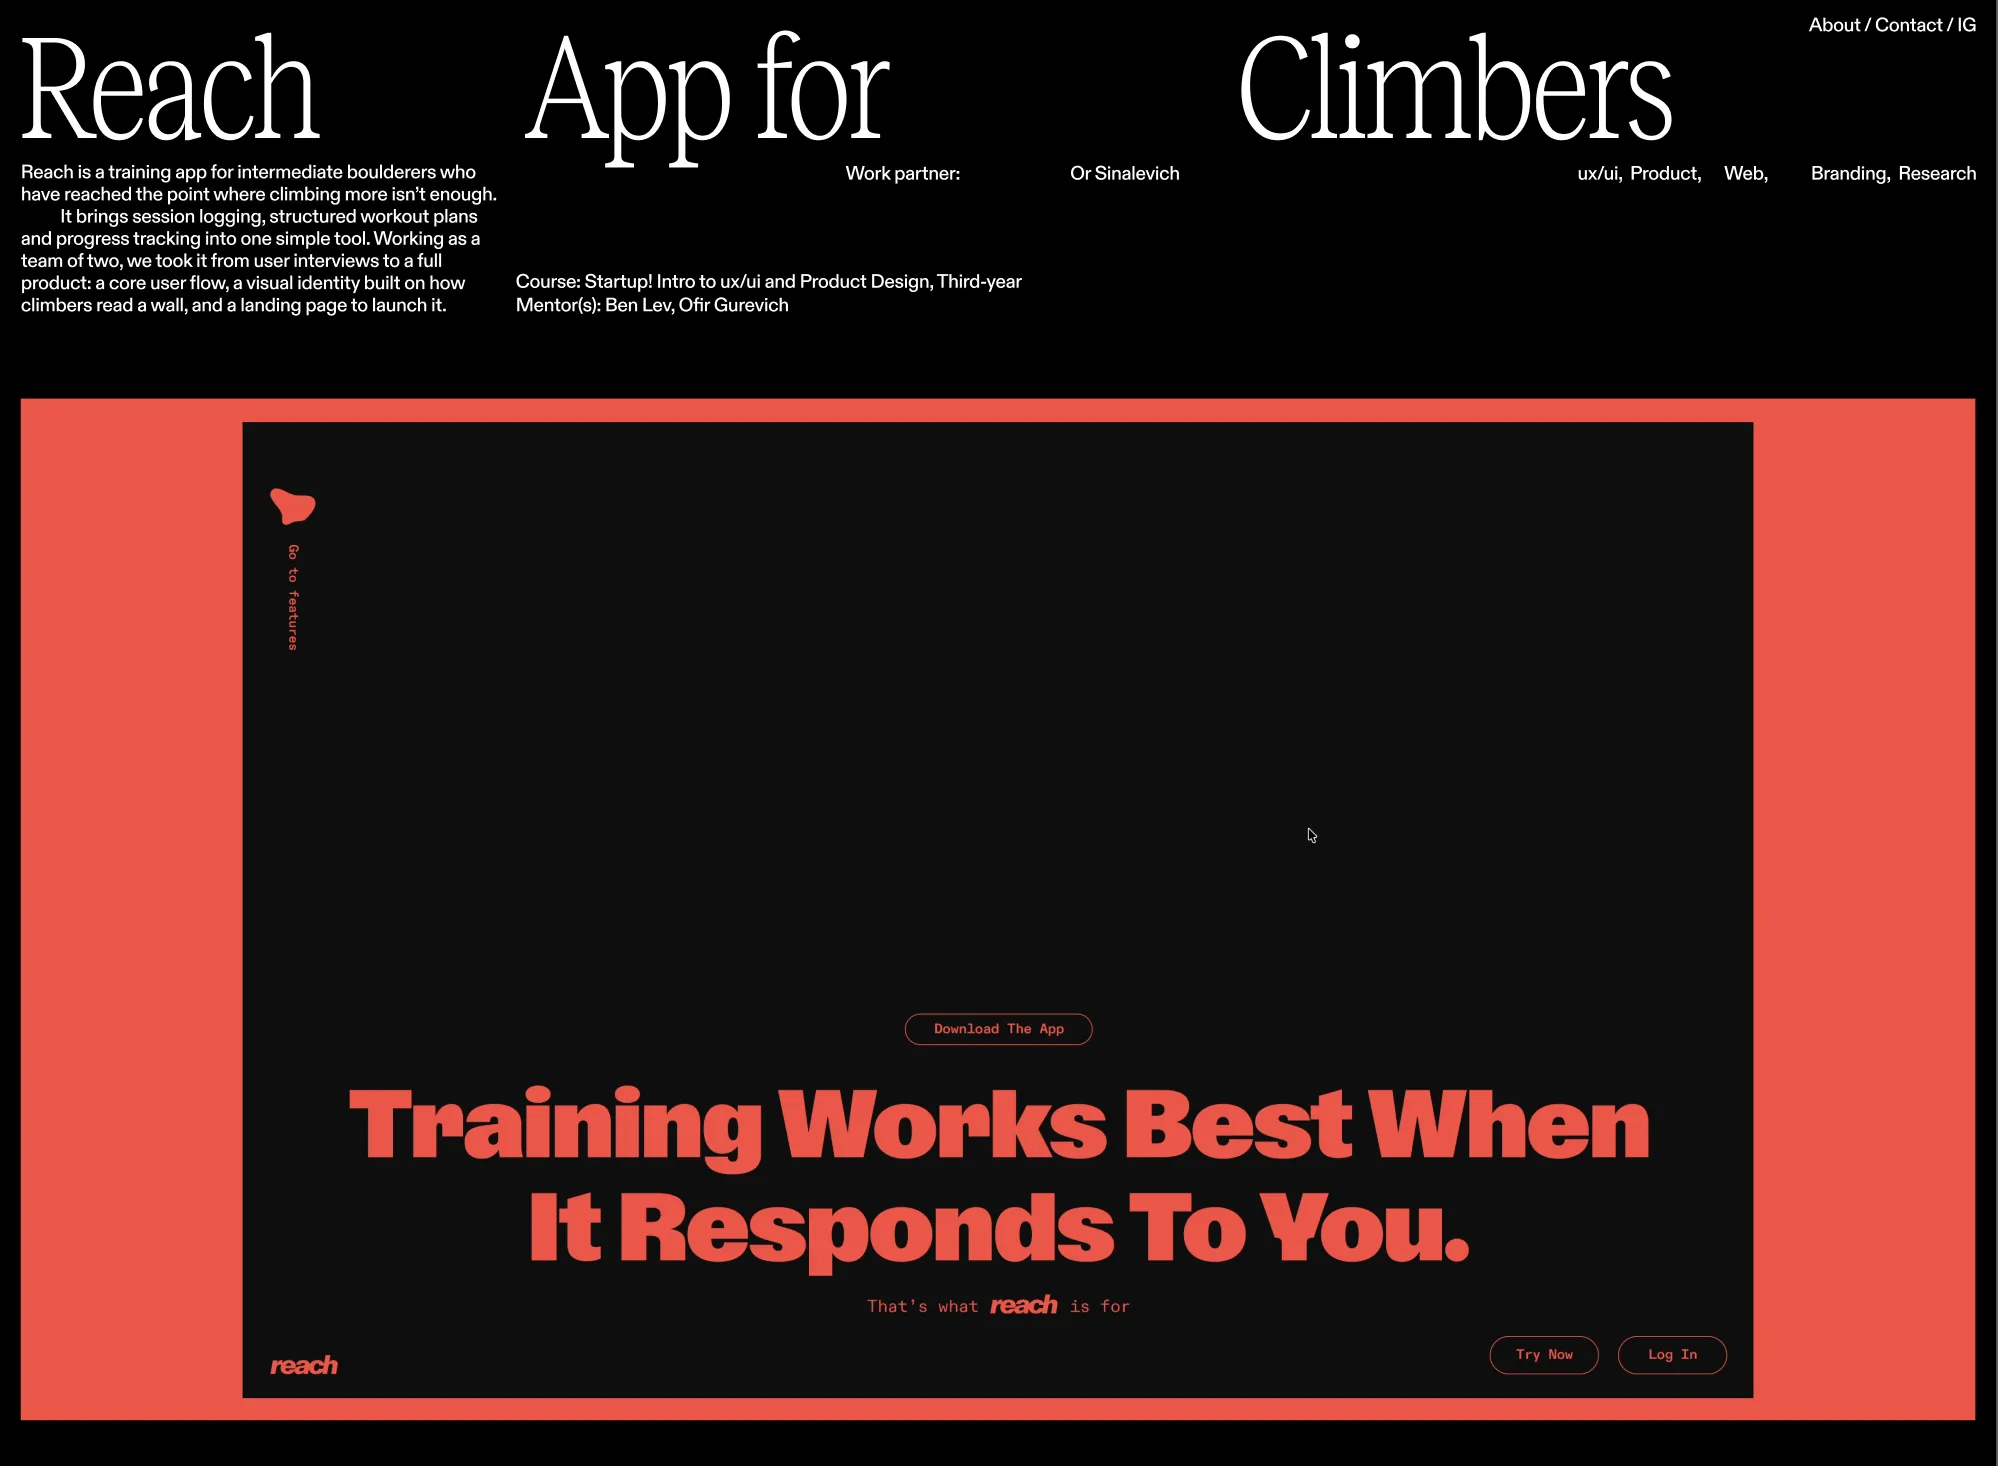 About / Contact / IG
Reach App for Climbers
Reach is a training app for intermediate boulderers who
have reached the point where climbing more isn’t enough.
It brings session logging, structured workout plans
and progress tracking into one simple tool. Working as a
team of two, we took it from user interviews to a full
product: a core user flow, a visual identity built on how
climbers read a wall, and a landing page to launch it.
Work partner: Or Sinalevich
ux/ui, Product, Web, Branding, Research
Course: Startup! Intro to ux/ui and Product Design, Third-year
Mentor(s): Ben Lev, Ofir Gurevich
Go to features
Download The App
Training Works Best When
It Responds To You.
That’s what reach is for
reach
Try Now
Log In